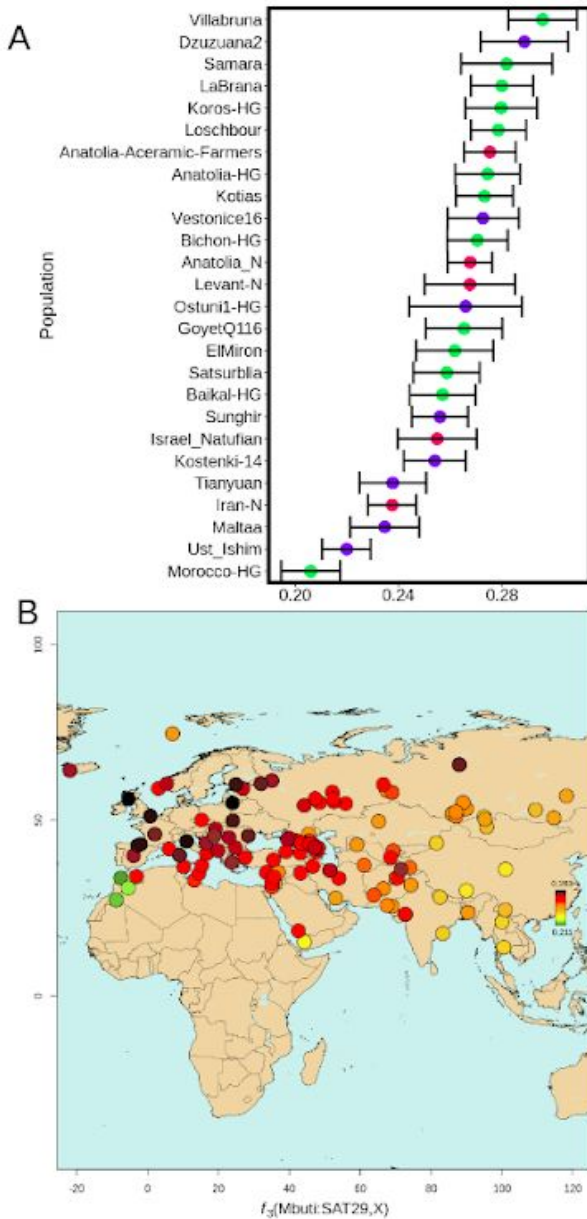 A
Population
Villabruna
Dzuzuana2
Samara
LaBrana
Koros-HG
Loschbour
Anatolia-Aceramic-Farmers
Anatolia-HG
Kotias
Vestonice16
Bichon-HG
Anatolia_N
Levant-N
Ostuni1-HG
GoyetQ116
ElMiron
Satsurblia
Baikal-HG
Sunghir
Israel_Natufian
Kostenki-14
Tianyuan
Iran-N
Maltaa
Ust_Ishim
Morocco-HG
0.20 0.24 0.28
B
100
50
0
0.211
-20 0 20 40 60 80 100 120
f3(Mbuti:SAT29,X)